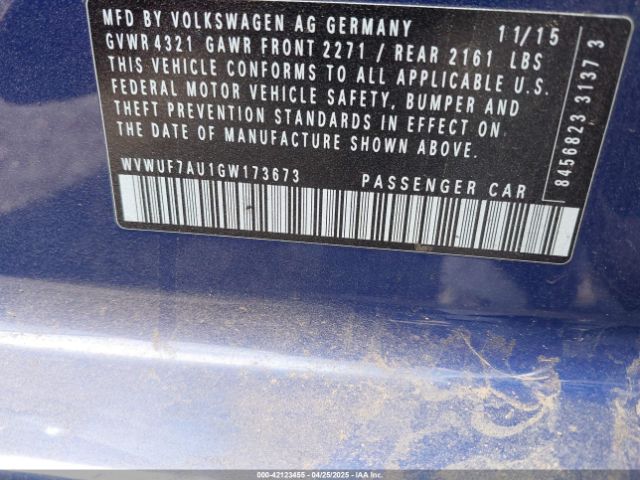 MFD BY VOLKSWAGEN AG GERMANY 11/15
GVWR 4321 GAWR FRONT 2271 / REAR 2161 LBS
THIS VEHICLE CONFORMS TO ALL APPLICABLE U.S.
FEDERAL MOTOR VEHICLE SAFETY, BUMPER AND
THEFT PREVENTION STANDARDS IN EFFECT ON
THE DATE OF MANUFACTURE SHOWN ABOVE.
WVWUF7AU1GW173673 PASSENGER CAR
8456823 3137 3
000-42123455 - 04/25/2025 - IAA Inc.